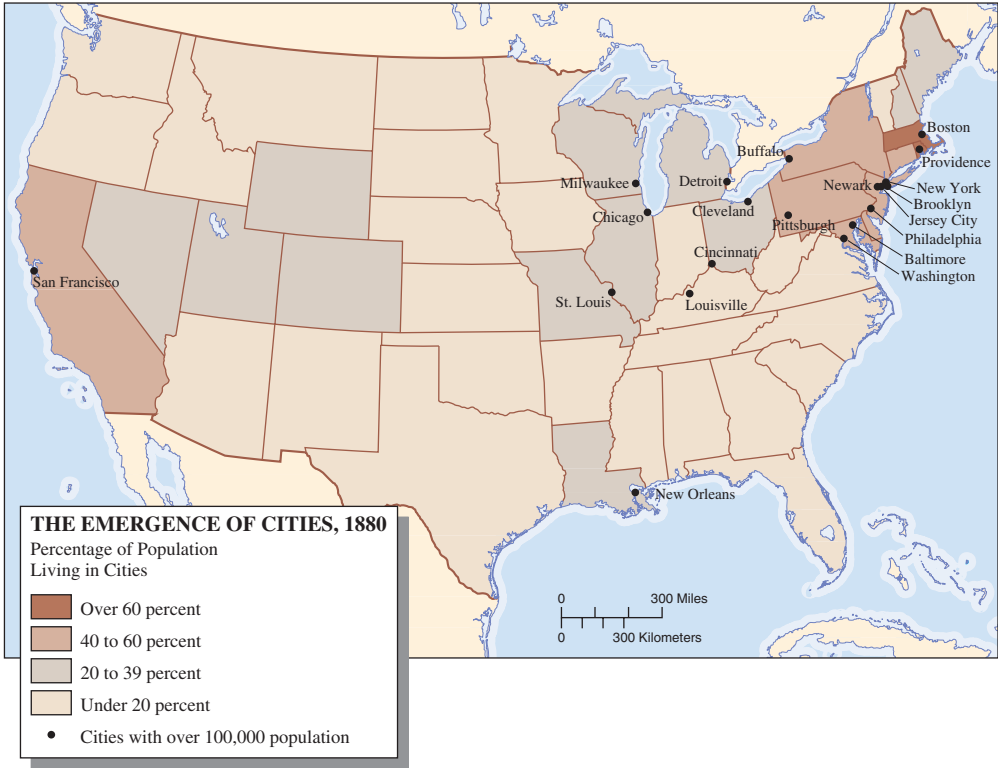 Boston
Buffalo
Providence
Milwaukee
Detroit
Newark
New York
Brooklyn
Jersey City
Chicago
Cleveland
Pittsburgh
Philadelphia
Cincinnati
Baltimore
Washington
San Francisco
St. Louis
Louisville
New Orleans
THE EMERGENCE OF CITIES, 1880
Percentage of Population
Living in Cities
Over 60 percent
40 to 60 percent
20 to 39 percent
Under 20 percent
Cities with over 100,000 population
0 300 Miles
0 300 Kilometers